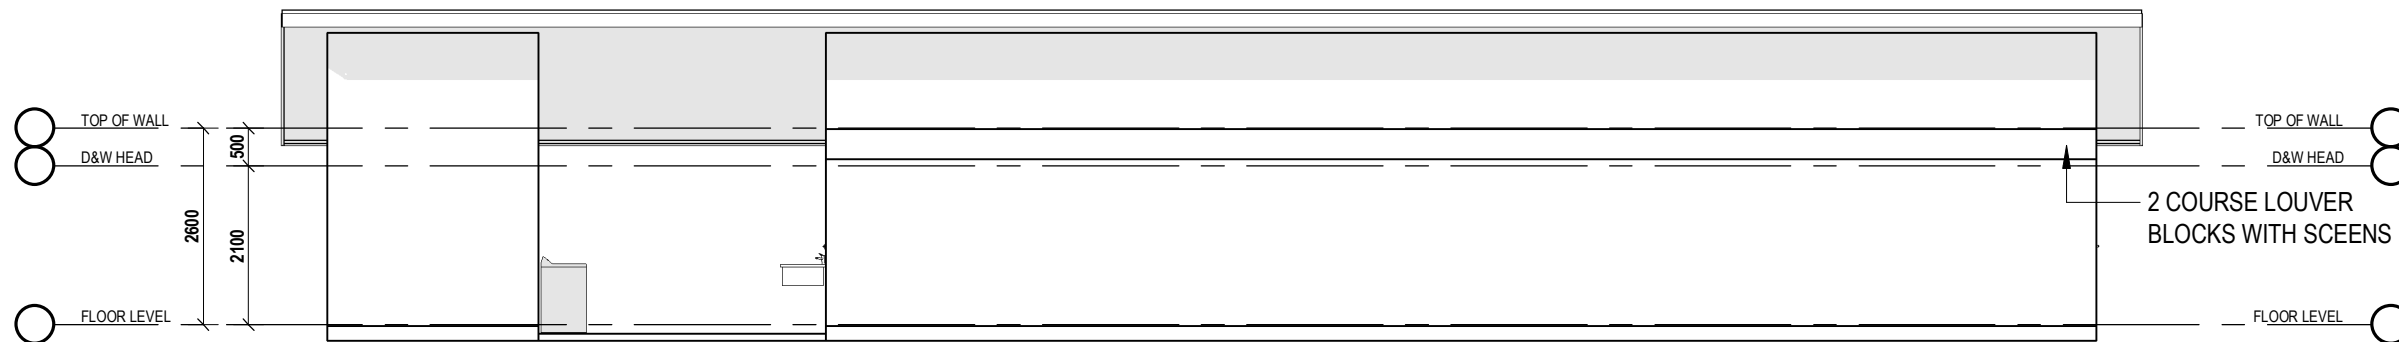 TOP OF WALL
TOP OF WALL
500
D&W HEAD
D&W HEAD
2 COURSE LOUVER
BLOCKS WITH SCEENS
2600
2100
FLOOR LEVEL
FLOOR LEVEL